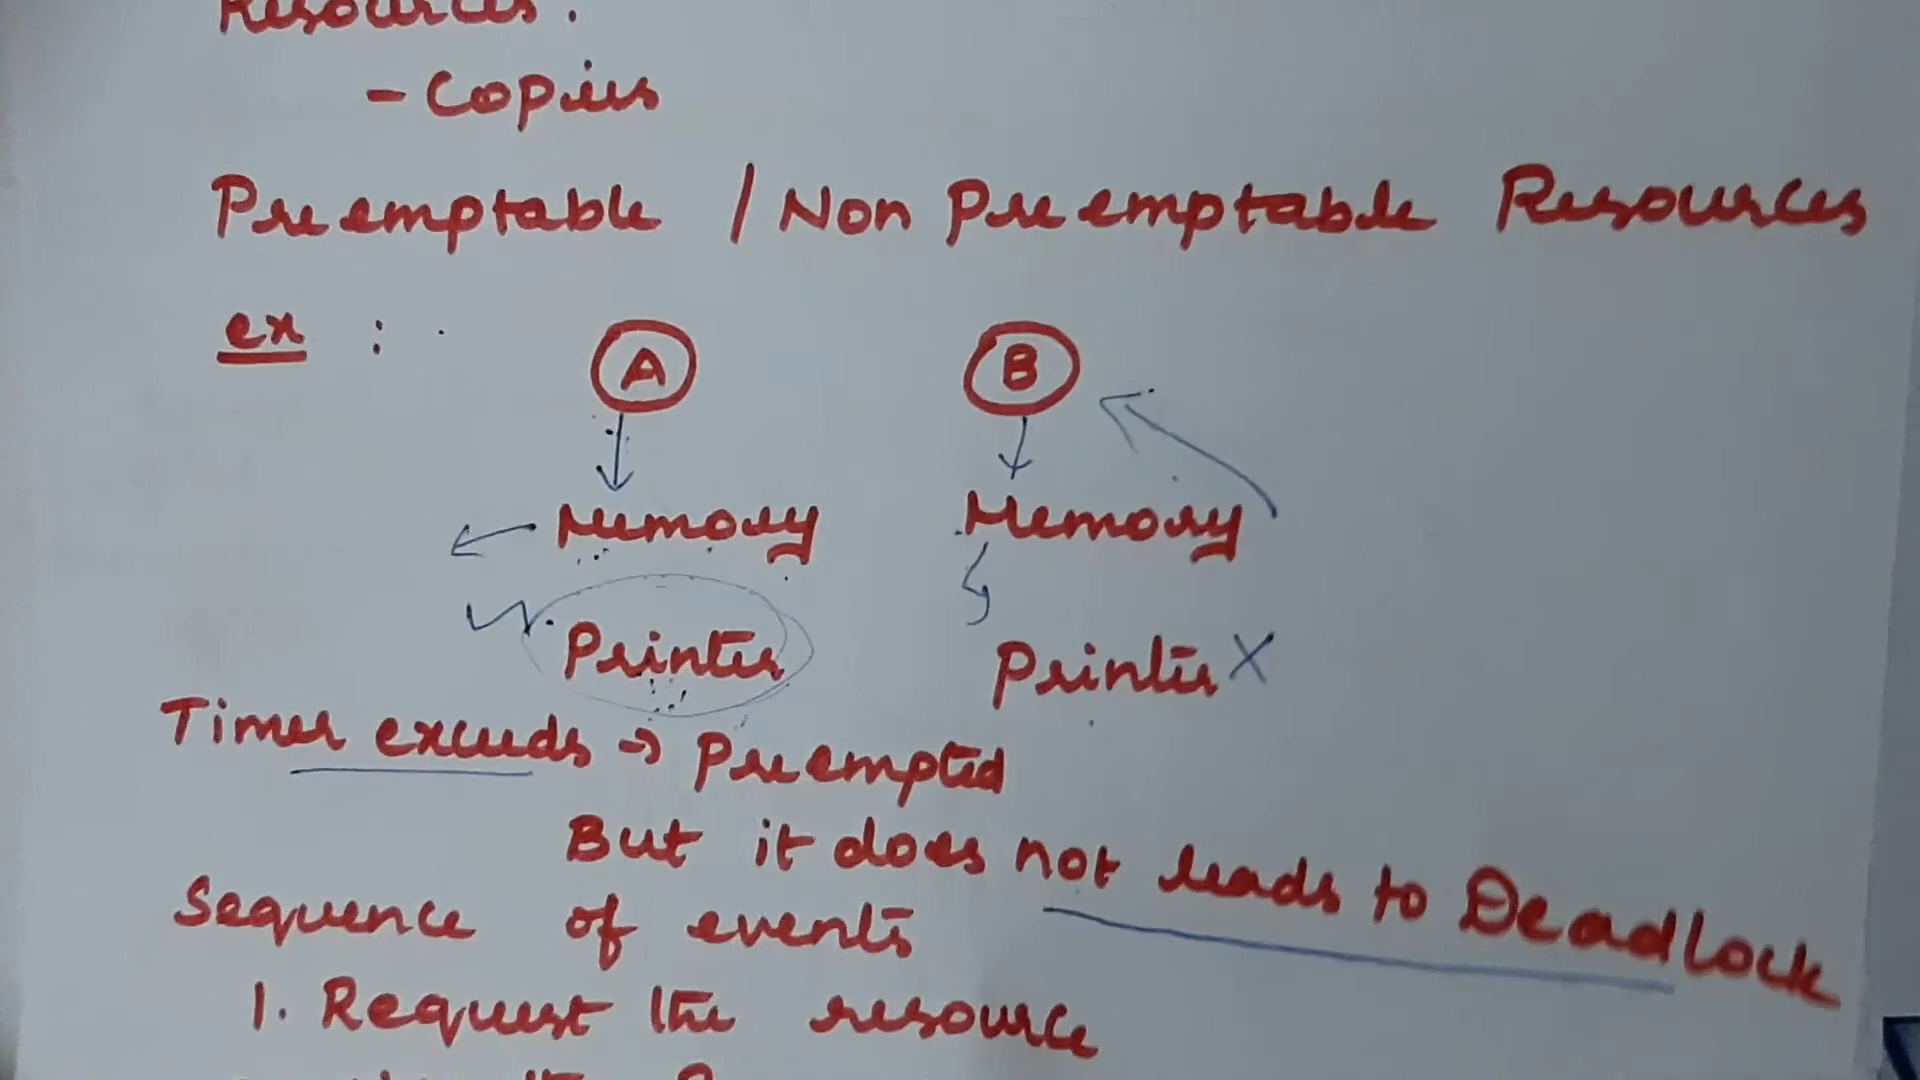 Resources :
- Copies
Preemptable / Non Preemptable Resources
ex :
A B
Memory Memory
Printer Printer X
Timer exceeds → Preempted
But it does not leads to Deadlock
Sequence of events
1. Request the resource